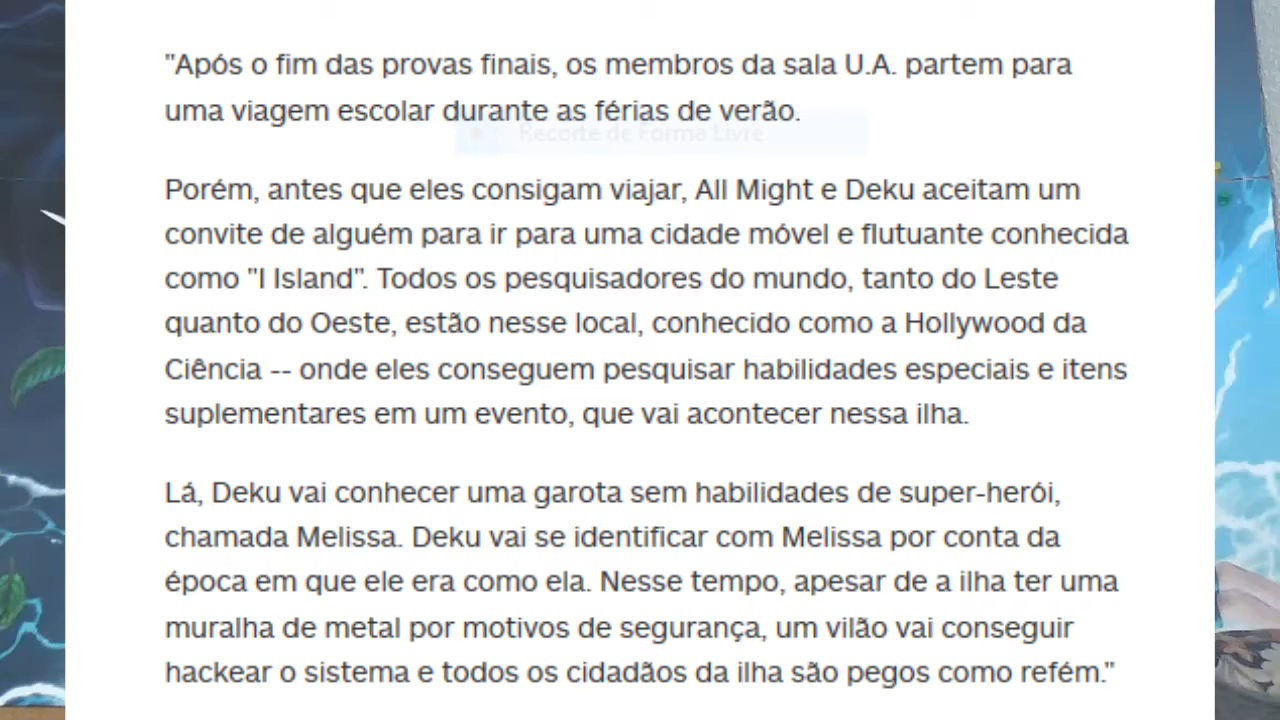 "Após o fim das provas finais, os membros da sala U.A. partem para
uma viagem escolar durante as férias de verão.
Recorte de Forma Livre
Porém, antes que eles consigam viajar, All Might e Deku aceitam um
convite de alguém para ir para uma cidade móvel e flutuante conhecida
como "I Island". Todos os pesquisadores do mundo, tanto do Leste
quanto do Oeste, estão nesse local, conhecido como a Hollywood da
Ciência -- onde eles conseguem pesquisar habilidades especiais e itens
suplementares em um evento, que vai acontecer nessa ilha.
Lá, Deku vai conhecer uma garota sem habilidades de super-herói,
chamada Melissa. Deku vai se identificar com Melissa por conta da
época em que ele era como ela. Nesse tempo, apesar de a ilha ter uma
muralha de metal por motivos de segurança, um vilão vai conseguir
hackear o sistema e todos os cidadãos da ilha são pegos como refém."